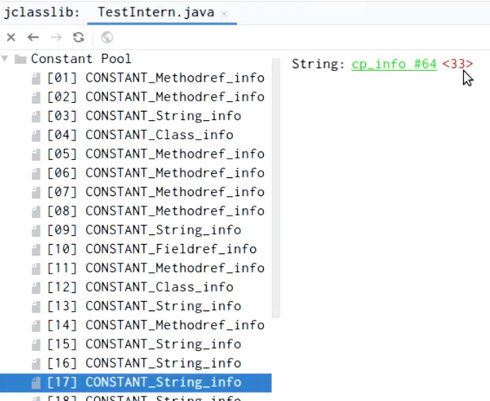 jclasslib: TestIntern.java
Constant Pool
String: cp_info #64 <33>
[01] CONSTANT_Methodref_info
[02] CONSTANT_Methodref_info
[03] CONSTANT_String_info
[04] CONSTANT_Class_info
[05] CONSTANT_Methodref_info
[06] CONSTANT_Methodref_info
[07] CONSTANT_Methodref_info
[08] CONSTANT_Methodref_info
[09] CONSTANT_String_info
[10] CONSTANT_Fieldref_info
[11] CONSTANT_Methodref_info
[12] CONSTANT_Class_info
[13] CONSTANT_String_info
[14] CONSTANT_Methodref_info
[15] CONSTANT_String_info
[16] CONSTANT_String_info
[17] CONSTANT_String_info
[18] CONSTANT_String_info